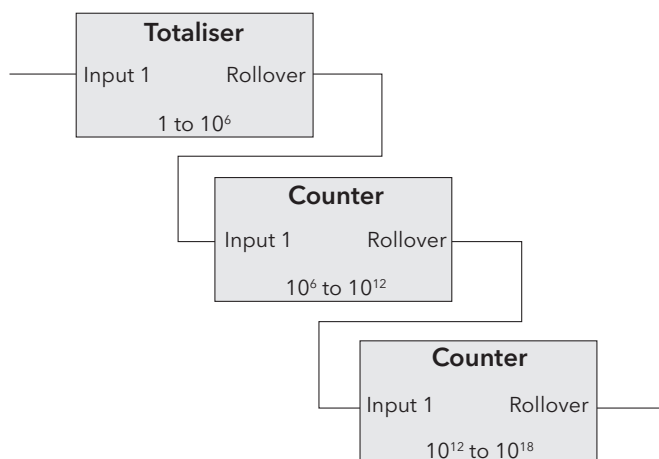 Totaliser
Input 1 Rollover
1 to 10⁶
Counter
Input 1 Rollover
10⁶ to 10¹²
Counter
Input 1 Rollover
10¹² to 10¹⁸